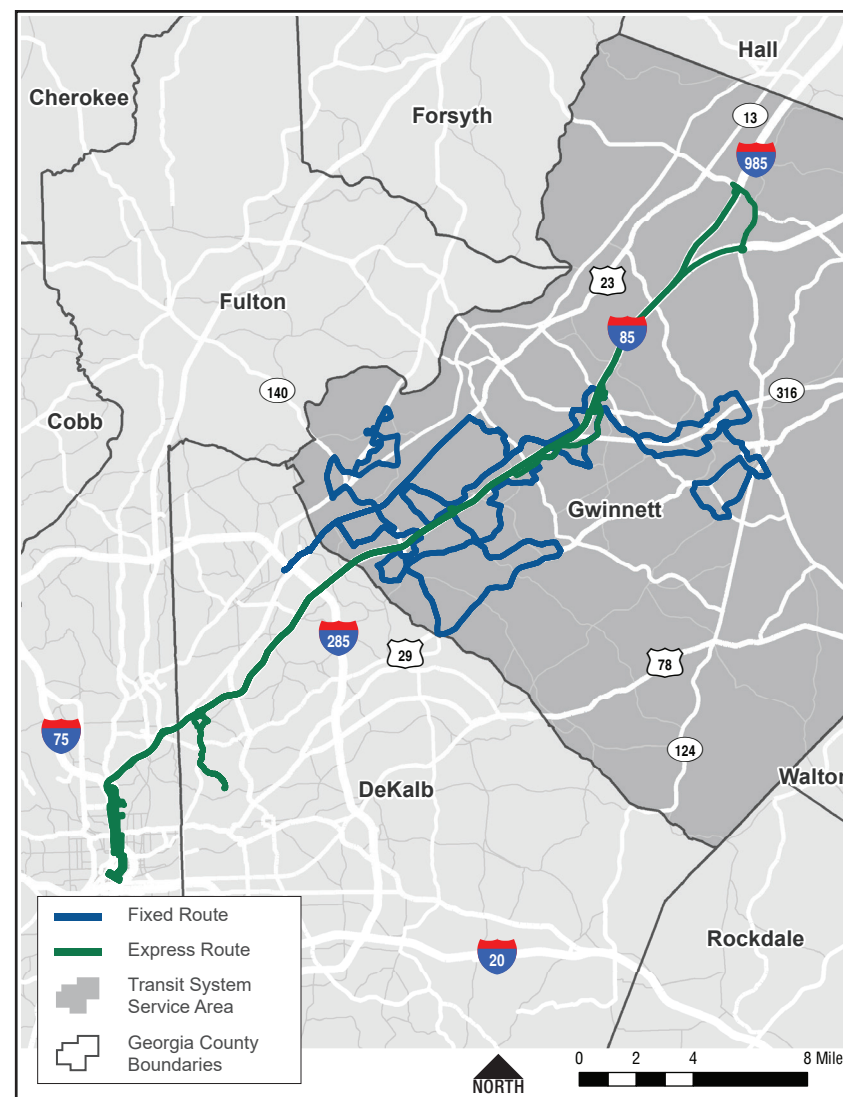 Hall
Cherokee
13
Forsyth
985
23
Fulton
85
140
316
Cobb
Gwinnett
285
29
78
75
124
Walton
DeKalb
Fixed Route
Express Route
Rockdale
20
Transit System
Service Area
Georgia County
Boundaries
0 2 4 8 Mile
NORTH